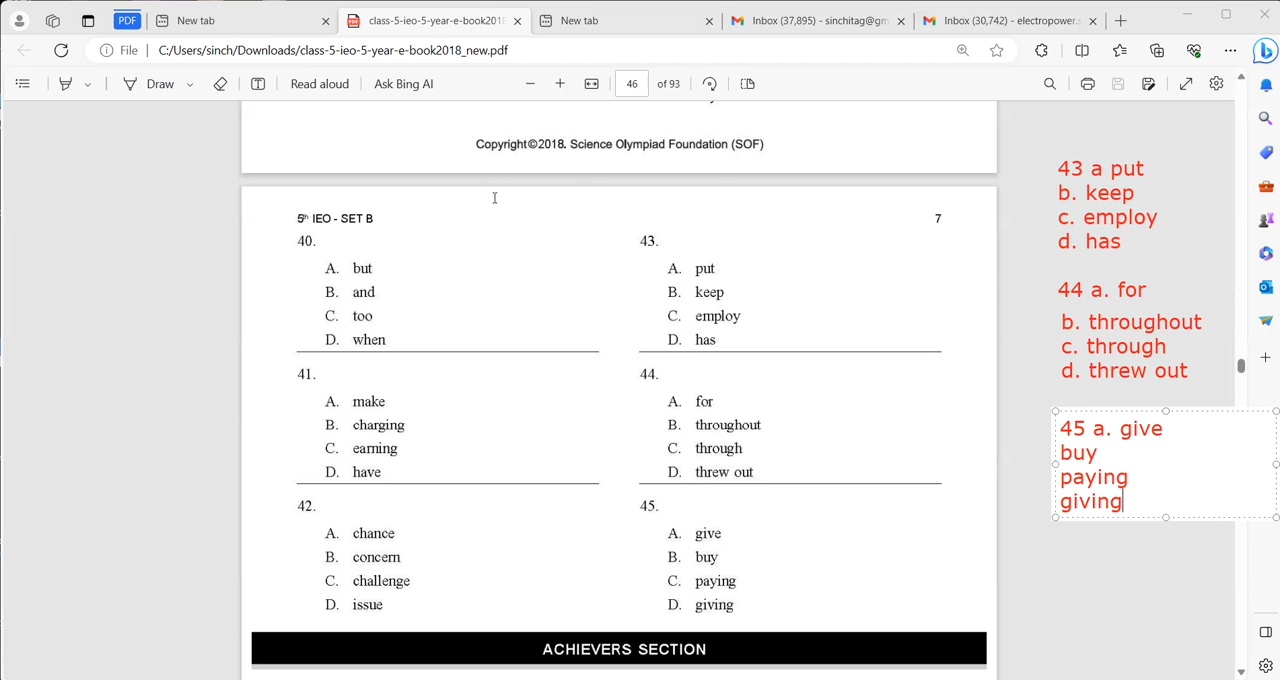 PDF
New tab
class-5-ieo-5-year-e-book2018
New tab
Inbox (37,895) - sinchitag@gm
Inbox (30,742) - electropower.
File
C:/Users/sinch/Downloads/class-5-ieo-5-year-e-book2018_new.pdf
Draw
Read aloud
Ask Bing AI
46
of 93
Copyright©2018. Science Olympiad Foundation (SOF)
5th IEO - SET B
7
40.
A. but
B. and
C. too
D. when
41.
A. make
B. charging
C. earning
D. have
42.
A. chance
B. concern
C. challenge
D. issue
43.
A. put
B. keep
C. employ
D. has
44.
A. for
B. throughout
C. through
D. threw out
45.
A. give
B. buy
C. paying
D. giving
ACHIEVERS SECTION
43 a put
b. keep
c. employ
d. has
44 a. for
b. throughout
c. through
d. threw out
45 a. give
buy
paying
giving